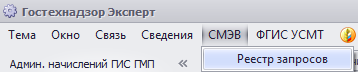 Гостехнадзор Эксперт
Тема Окно Связь Сведения СМЭВ ФГИС УСМТ
Админ. начислений ГИС ГМП « Реестр запросов